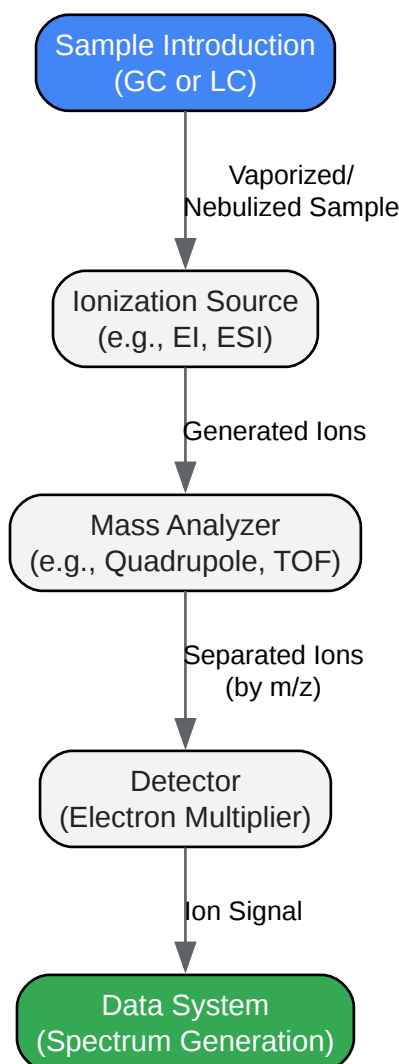 Sample Introduction
(GC or LC)
Vaporized/
Nebulized Sample
Ionization Source
(e.g., EI, ESI)
Generated Ions
Mass Analyzer
(e.g., Quadrupole, TOF)
Separated Ions
(by m/z)
Detector
(Electron Multiplier)
Ion Signal
Data System
(Spectrum Generation)